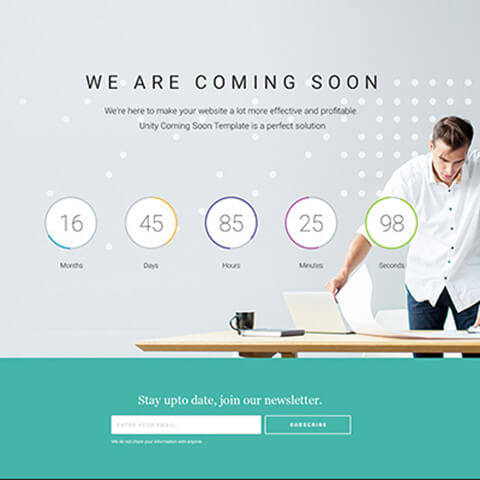 WE ARE COMING SOON
We're here to make your website a lot more effective and profitable.
Unity Coming Soon Template is a perfect solution
16 45 85 25 98
Months Days Hours Minutes Seconds
Stay upto date, join our newsletter.
ENTER YOUR EMAIL SUBSCRIBE
We do not share your information with anyone.